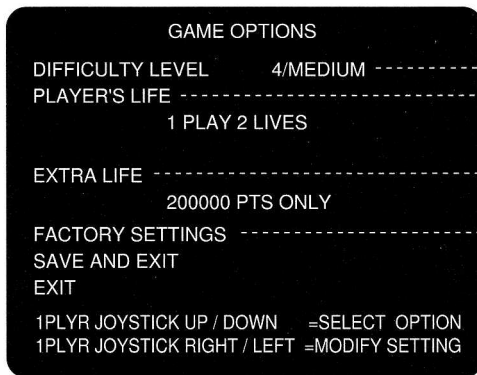 GAME OPTIONS
DIFFICULTY LEVEL 4/MEDIUM ---------
PLAYER'S LIFE --------------------------
1 PLAY 2 LIVES
EXTRA LIFE -----------------------------
200000 PTS ONLY
FACTORY SETTINGS --------------------
SAVE AND EXIT
EXIT
1PLYR JOYSTICK UP / DOWN =SELECT OPTION
1PLYR JOYSTICK RIGHT / LEFT =MODIFY SETTING